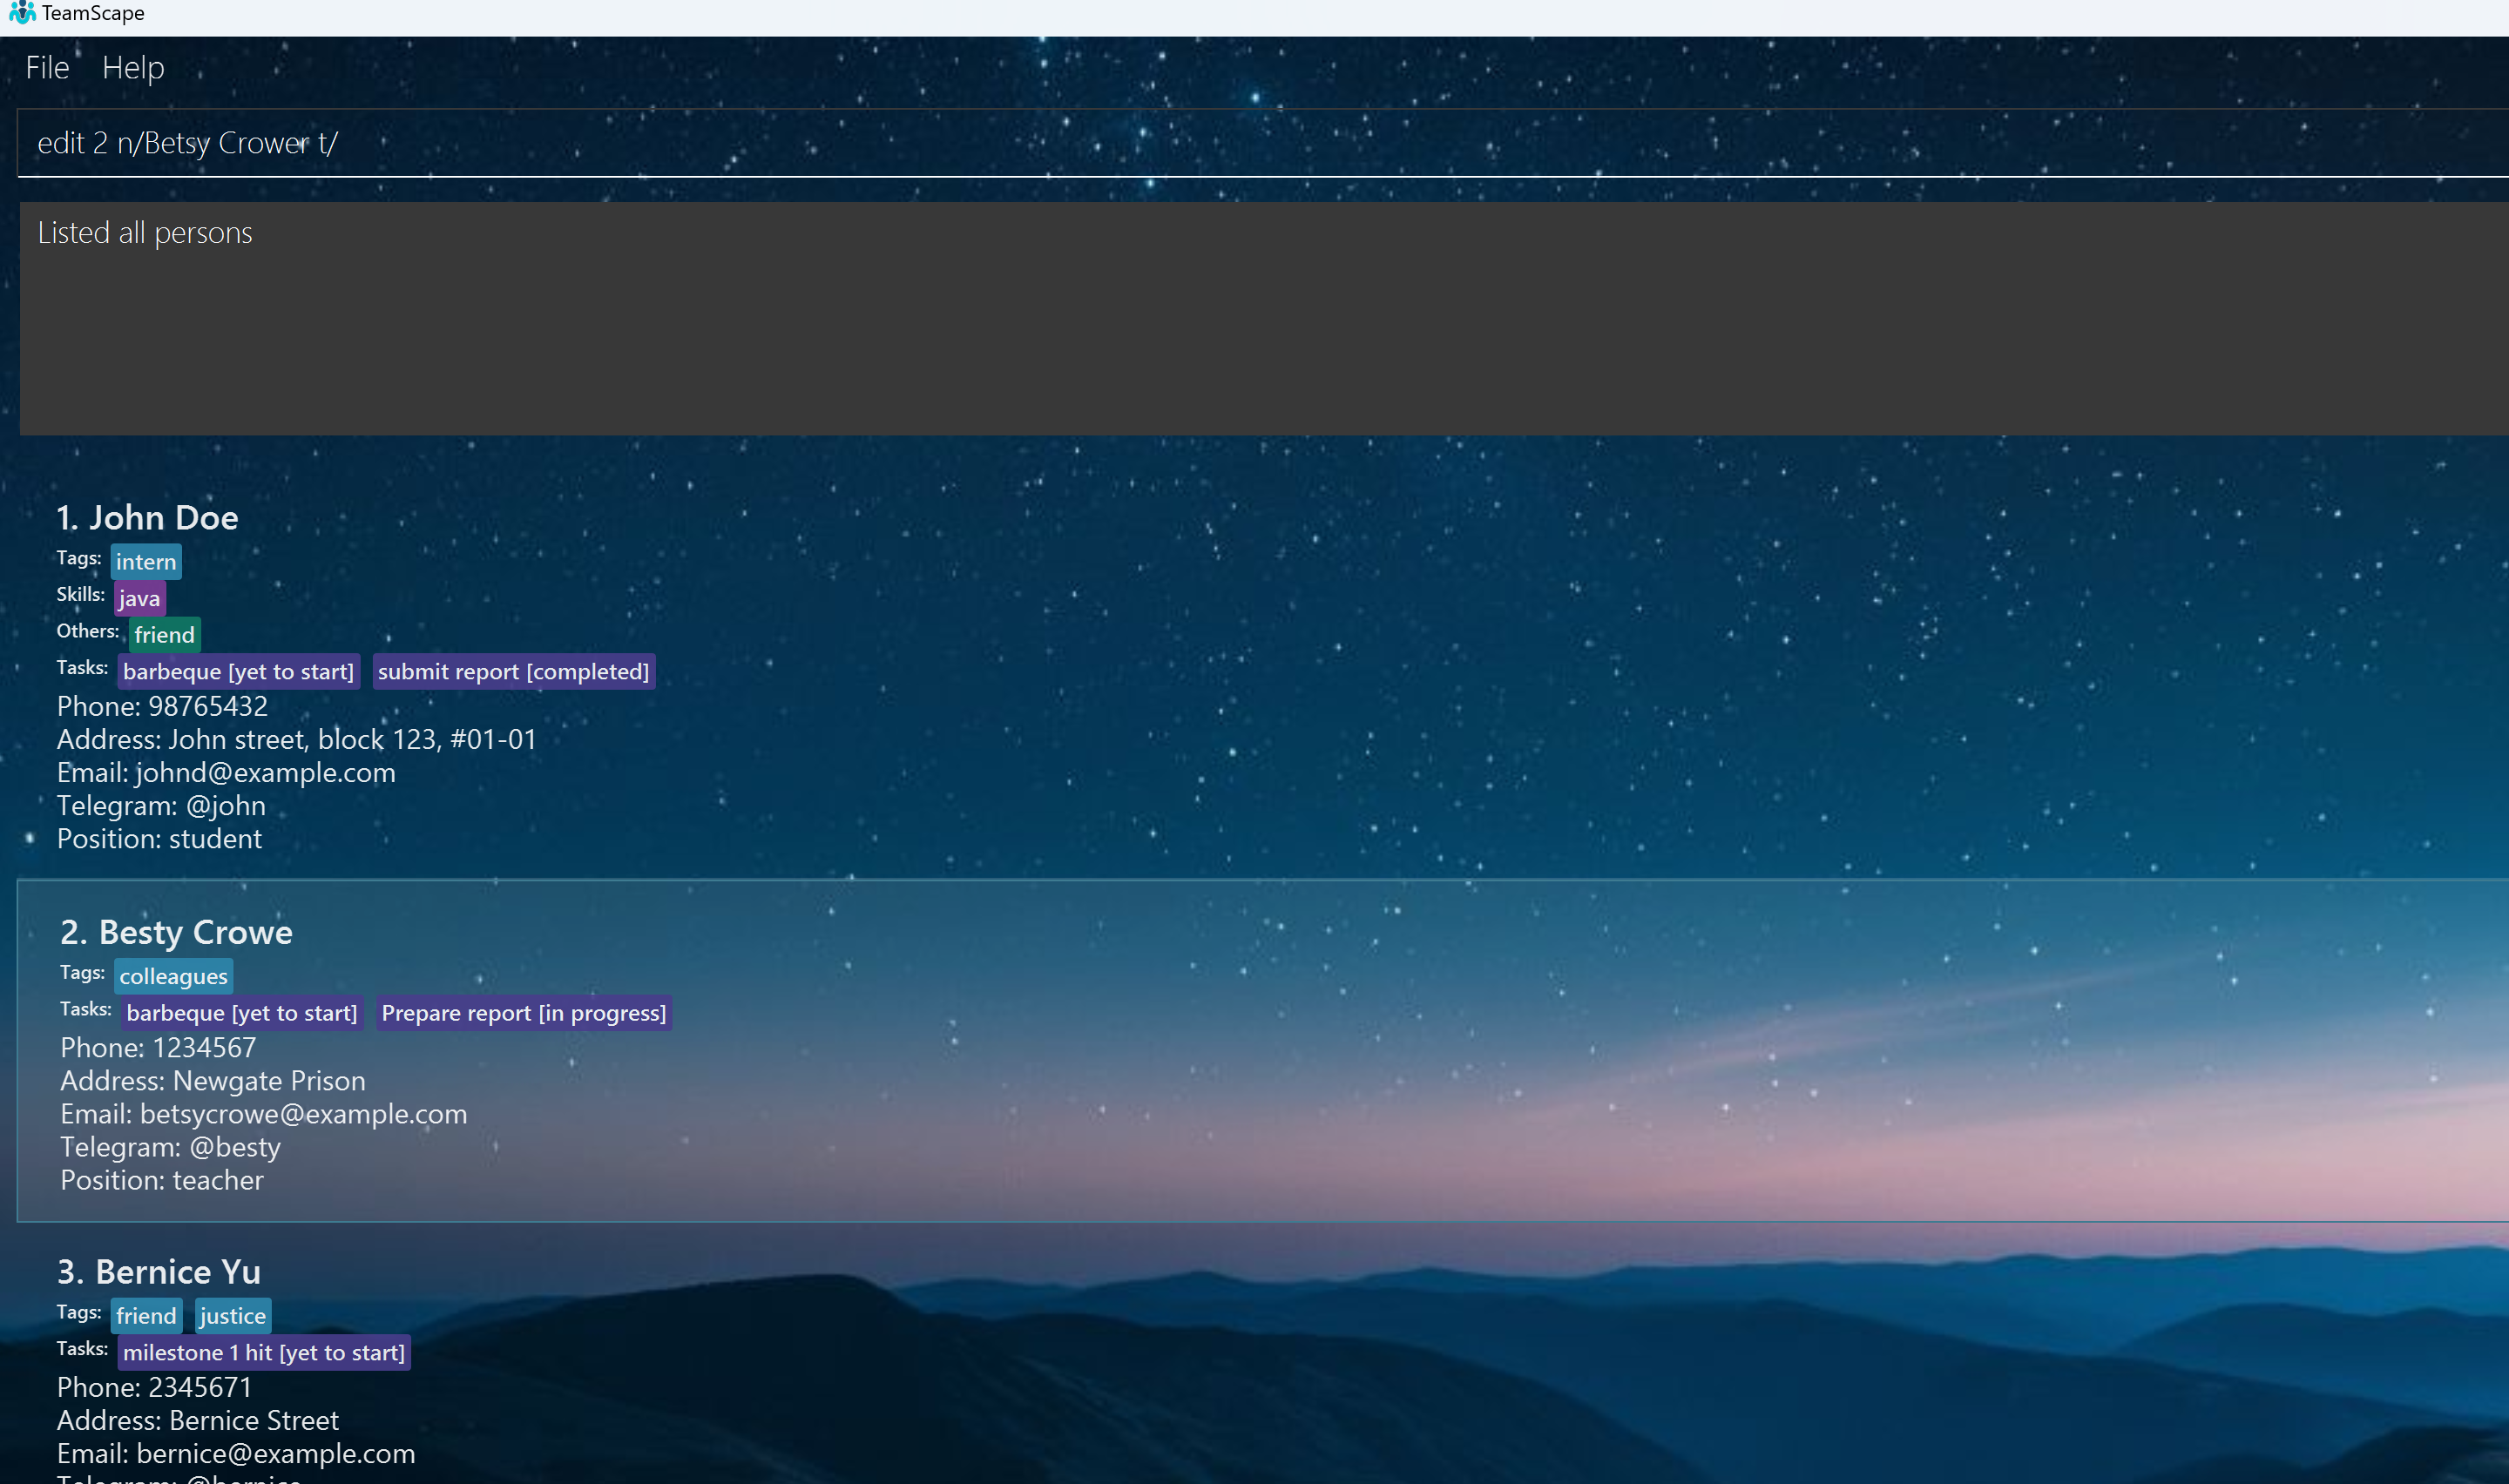 TeamScape
File Help
edit 2 n/Betsy Crower t/
Listed all persons
1. John Doe
Tags: intern
Skills: java
Others: friend
Tasks: barbeque [yet to start] submit report [completed]
Phone: 98765432
Address: John street, block 123, #01-01
Email: johnd@example.com
Telegram: @john
Position: student
2. Besty Crowe
Tags: colleagues
Tasks: barbeque [yet to start] Prepare report [in progress]
Phone: 1234567
Address: Newgate Prison
Email: betsycrowe@example.com
Telegram: @besty
Position: teacher
3. Bernice Yu
Tags: friend justice
Tasks: milestone 1 hit [yet to start]
Phone: 2345671
Address: Bernice Street
Email: bernice@example.com
Telegram: @bernice